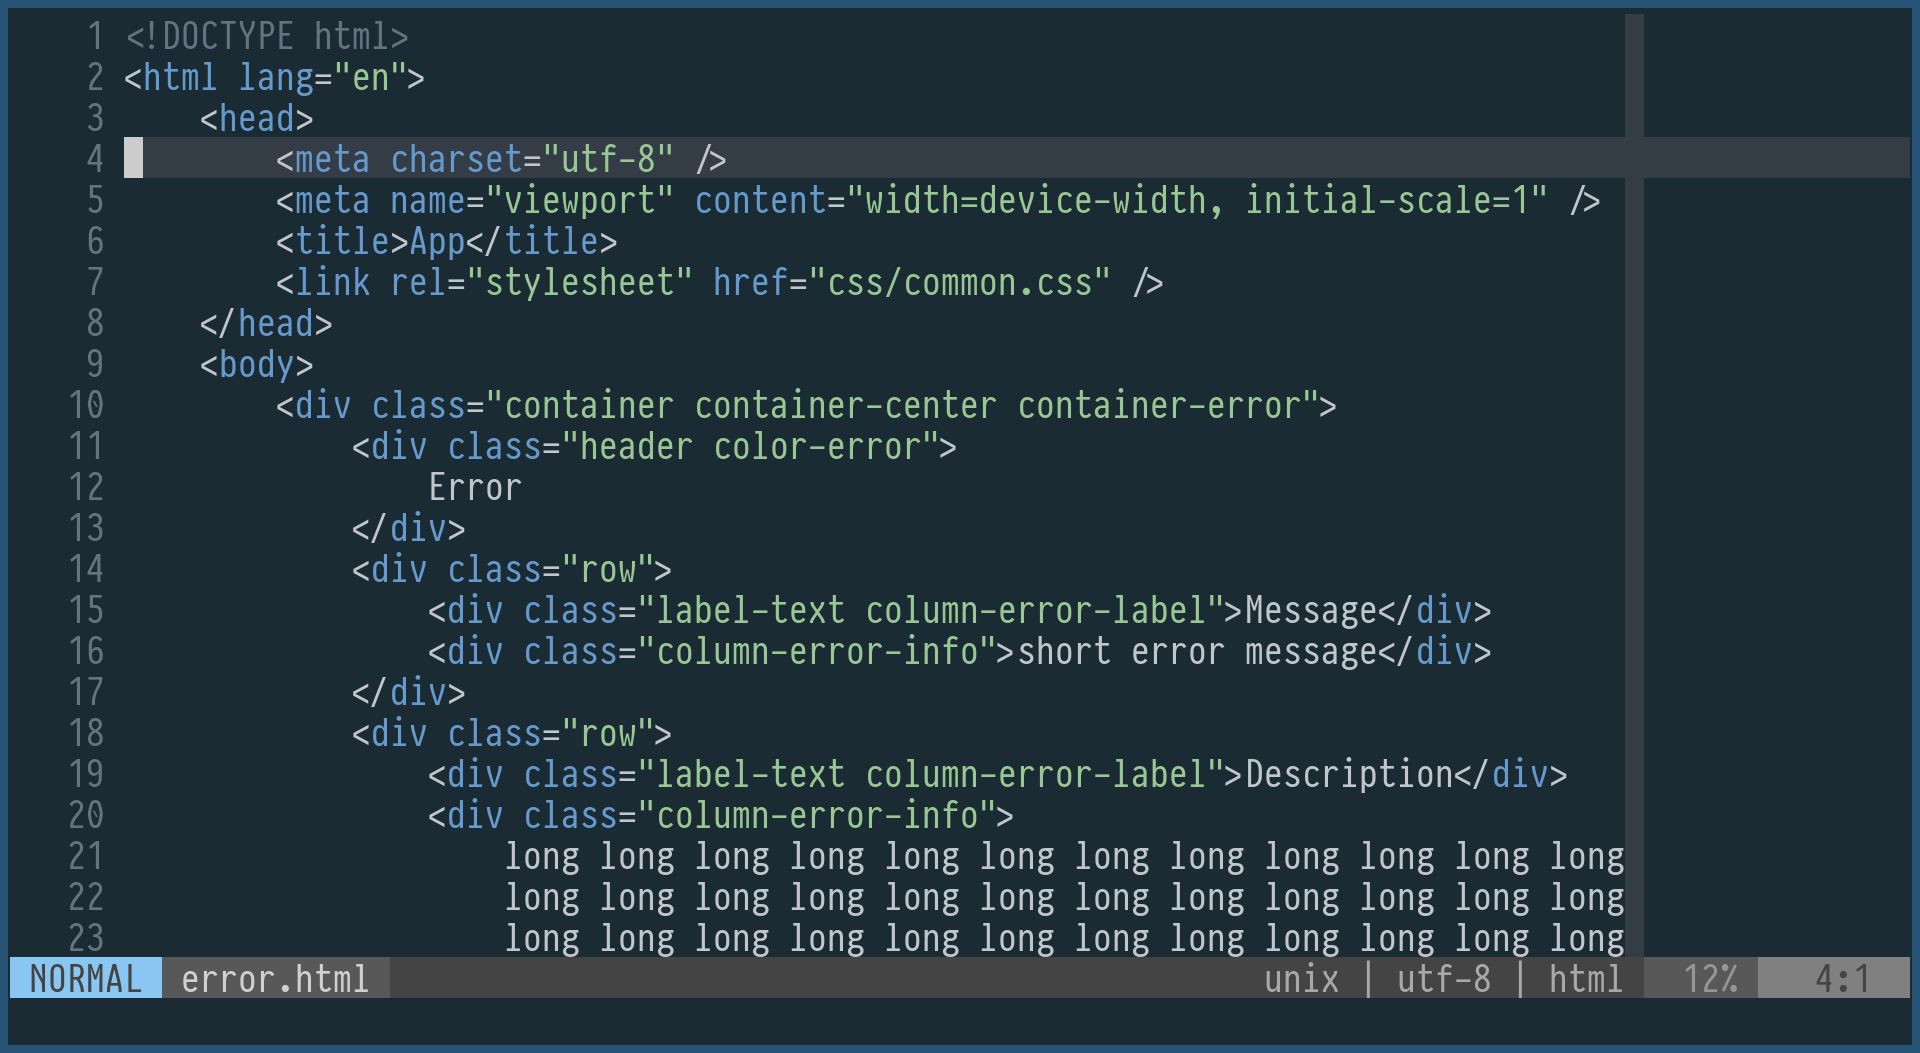 1 <!DOCTYPE html>
2 <html lang="en">
3     <head>
4         <meta charset="utf-8" />
5         <meta name="viewport" content="width=device-width, initial-scale=1" />
6         <title>App</title>
7         <link rel="stylesheet" href="css/common.css" />
8     </head>
9     <body>
10         <div class="container container-center container-error">
11             <div class="header color-error">
12                 Error
13             </div>
14             <div class="row">
15                 <div class="label-text column-error-label">Message</div>
16                 <div class="column-error-info">short error message</div>
17             </div>
18             <div class="row">
19                 <div class="label-text column-error-label">Description</div>
20                 <div class="column-error-info">
21                     long long long long long long long long long long long long
22                     long long long long long long long long long long long long
23                     long long long long long long long long long long long long
NORMAL error.html unix | utf-8 | html 12% 4:1